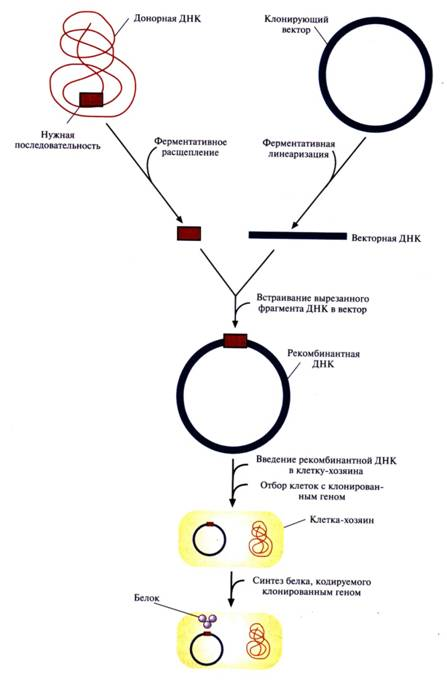 Донорная ДНК
Клонирующий
вектор
Нужная
последовательность
Ферментативное
расщепление
Ферментативная
линеаризация
Векторная ДНК
Встраивание вырезанного
фрагмента ДНК в вектор
Рекомбинантная
ДНК
Введение рекомбинантной ДНК
в клетку-хозяина
Отбор клеток с клонирован-
ным геном
Клетка-хозяин
Синтез белка, кодируемого
клонированным геном
Белок